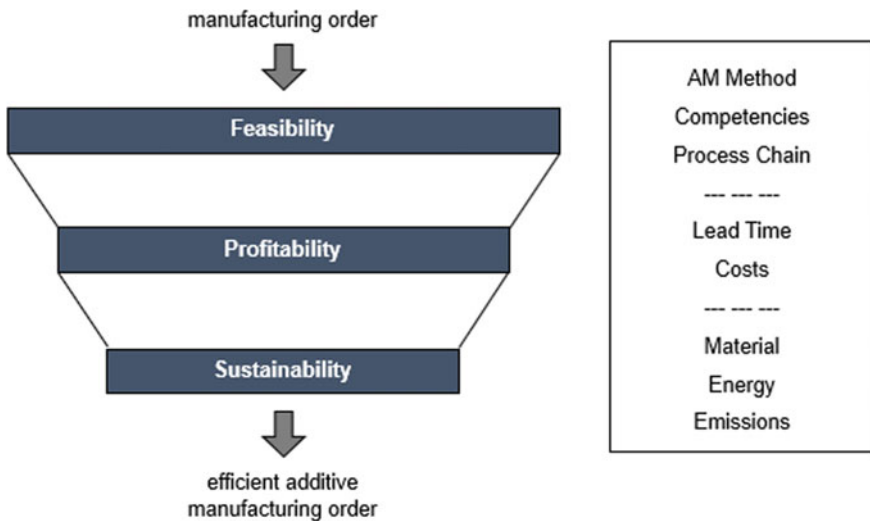 manufacturing order
Feasibility
Profitability
Sustainability
efficient additive
manufacturing order
AM Method
Competencies
Process Chain
--- --- ---
Lead Time
Costs
--- --- ---
Material
Energy
Emissions